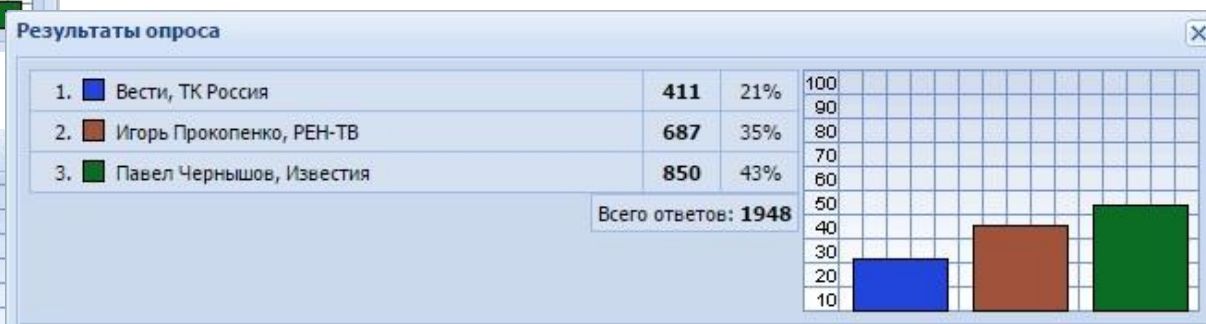 Результаты опроса
1. Вести, ТК Россия 411 21%
2. Игорь Прокопенко, РЕН-ТВ 687 35%
3. Павел Чернышов, Известия 850 43%
Всего ответов: 1948
100
90
80
70
60
50
40
30
20
10